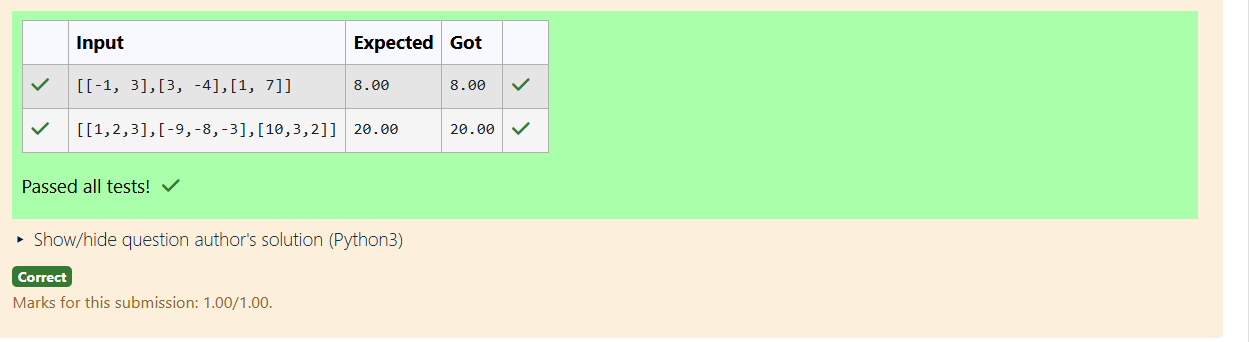 Input Expected Got
[[-1, 3],[3, -4],[1, 7]] 8.00 8.00
[[1,2,3],[-9,-8,-3],[10,3,2]] 20.00 20.00
Passed all tests!
Show/hide question author's solution (Python3)
Correct
Marks for this submission: 1.00/1.00.